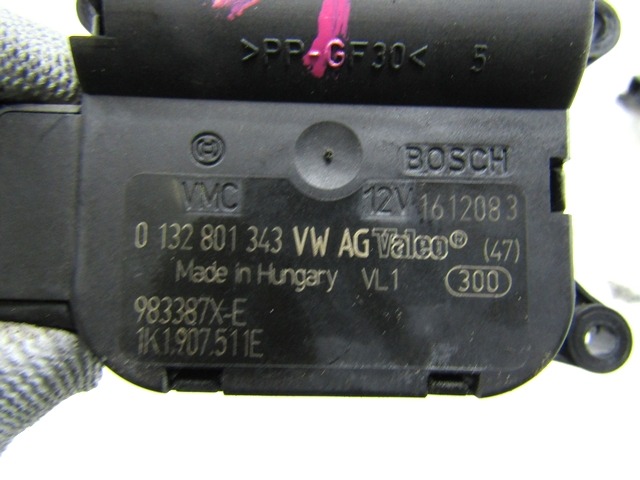 >PP-GF30< 5
BOSCH
VMC 12V 1612083
0 132 801 343 VW AG Valeo® (47)
Made in Hungary VL1 300
983387X-E
1K1.907.511E